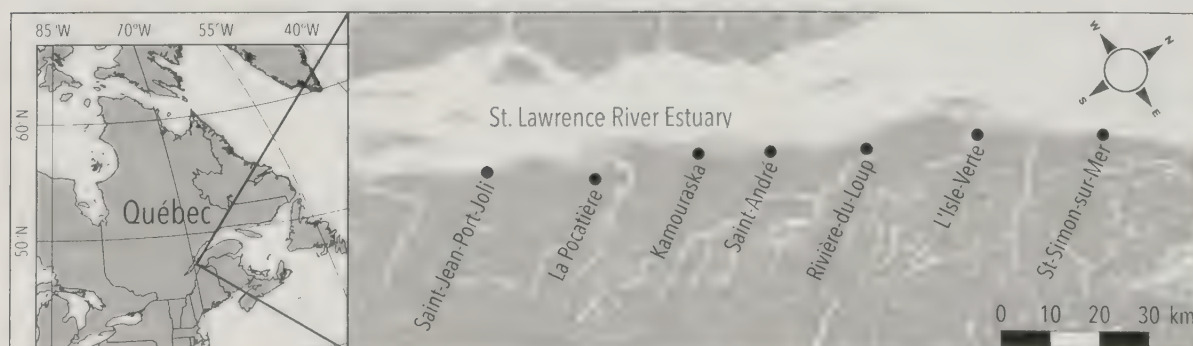 85°W 70°W 55°W 40°W
60°N
50°N
Québec
St. Lawrence River Estuary
Saint-Jean-Port-Joli
La Pocatière
Kamouraska
Saint-André
Rivière-du-Loup
L'Isle-Verte
St-Simon-sur-Mer
W
N
S
E
0 10 20 30 km